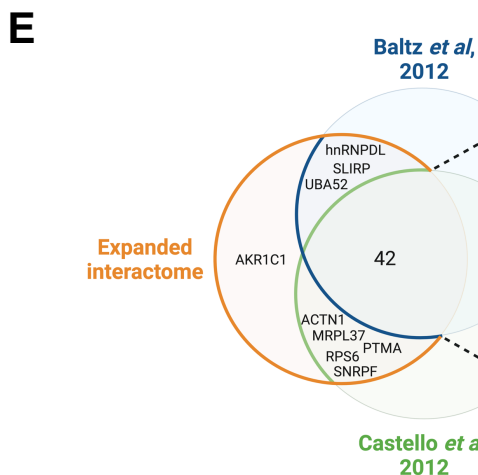 E
Baltz et al,
2012
hnRNPDL
SLIRP
UBA52
Expanded
interactome
AKR1C1
42
ACTN1
MRPL37
PTMA
RPS6
SNRPF
Castello et a
2012